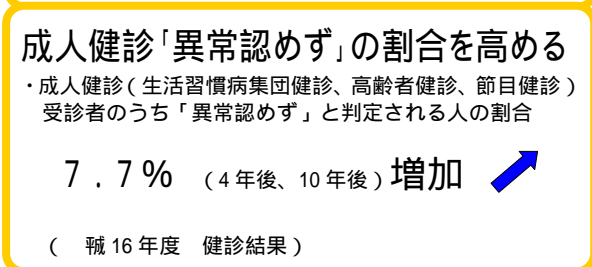 成人健診「異常認めず」の割合を高める
・成人健診（生活習慣病集団健診、高齢者健診、節目健診）
受診者のうち「異常認めず」と判定される人の割合
7.7% （4年後、10年後）増加
（ 16年度 健診結果）